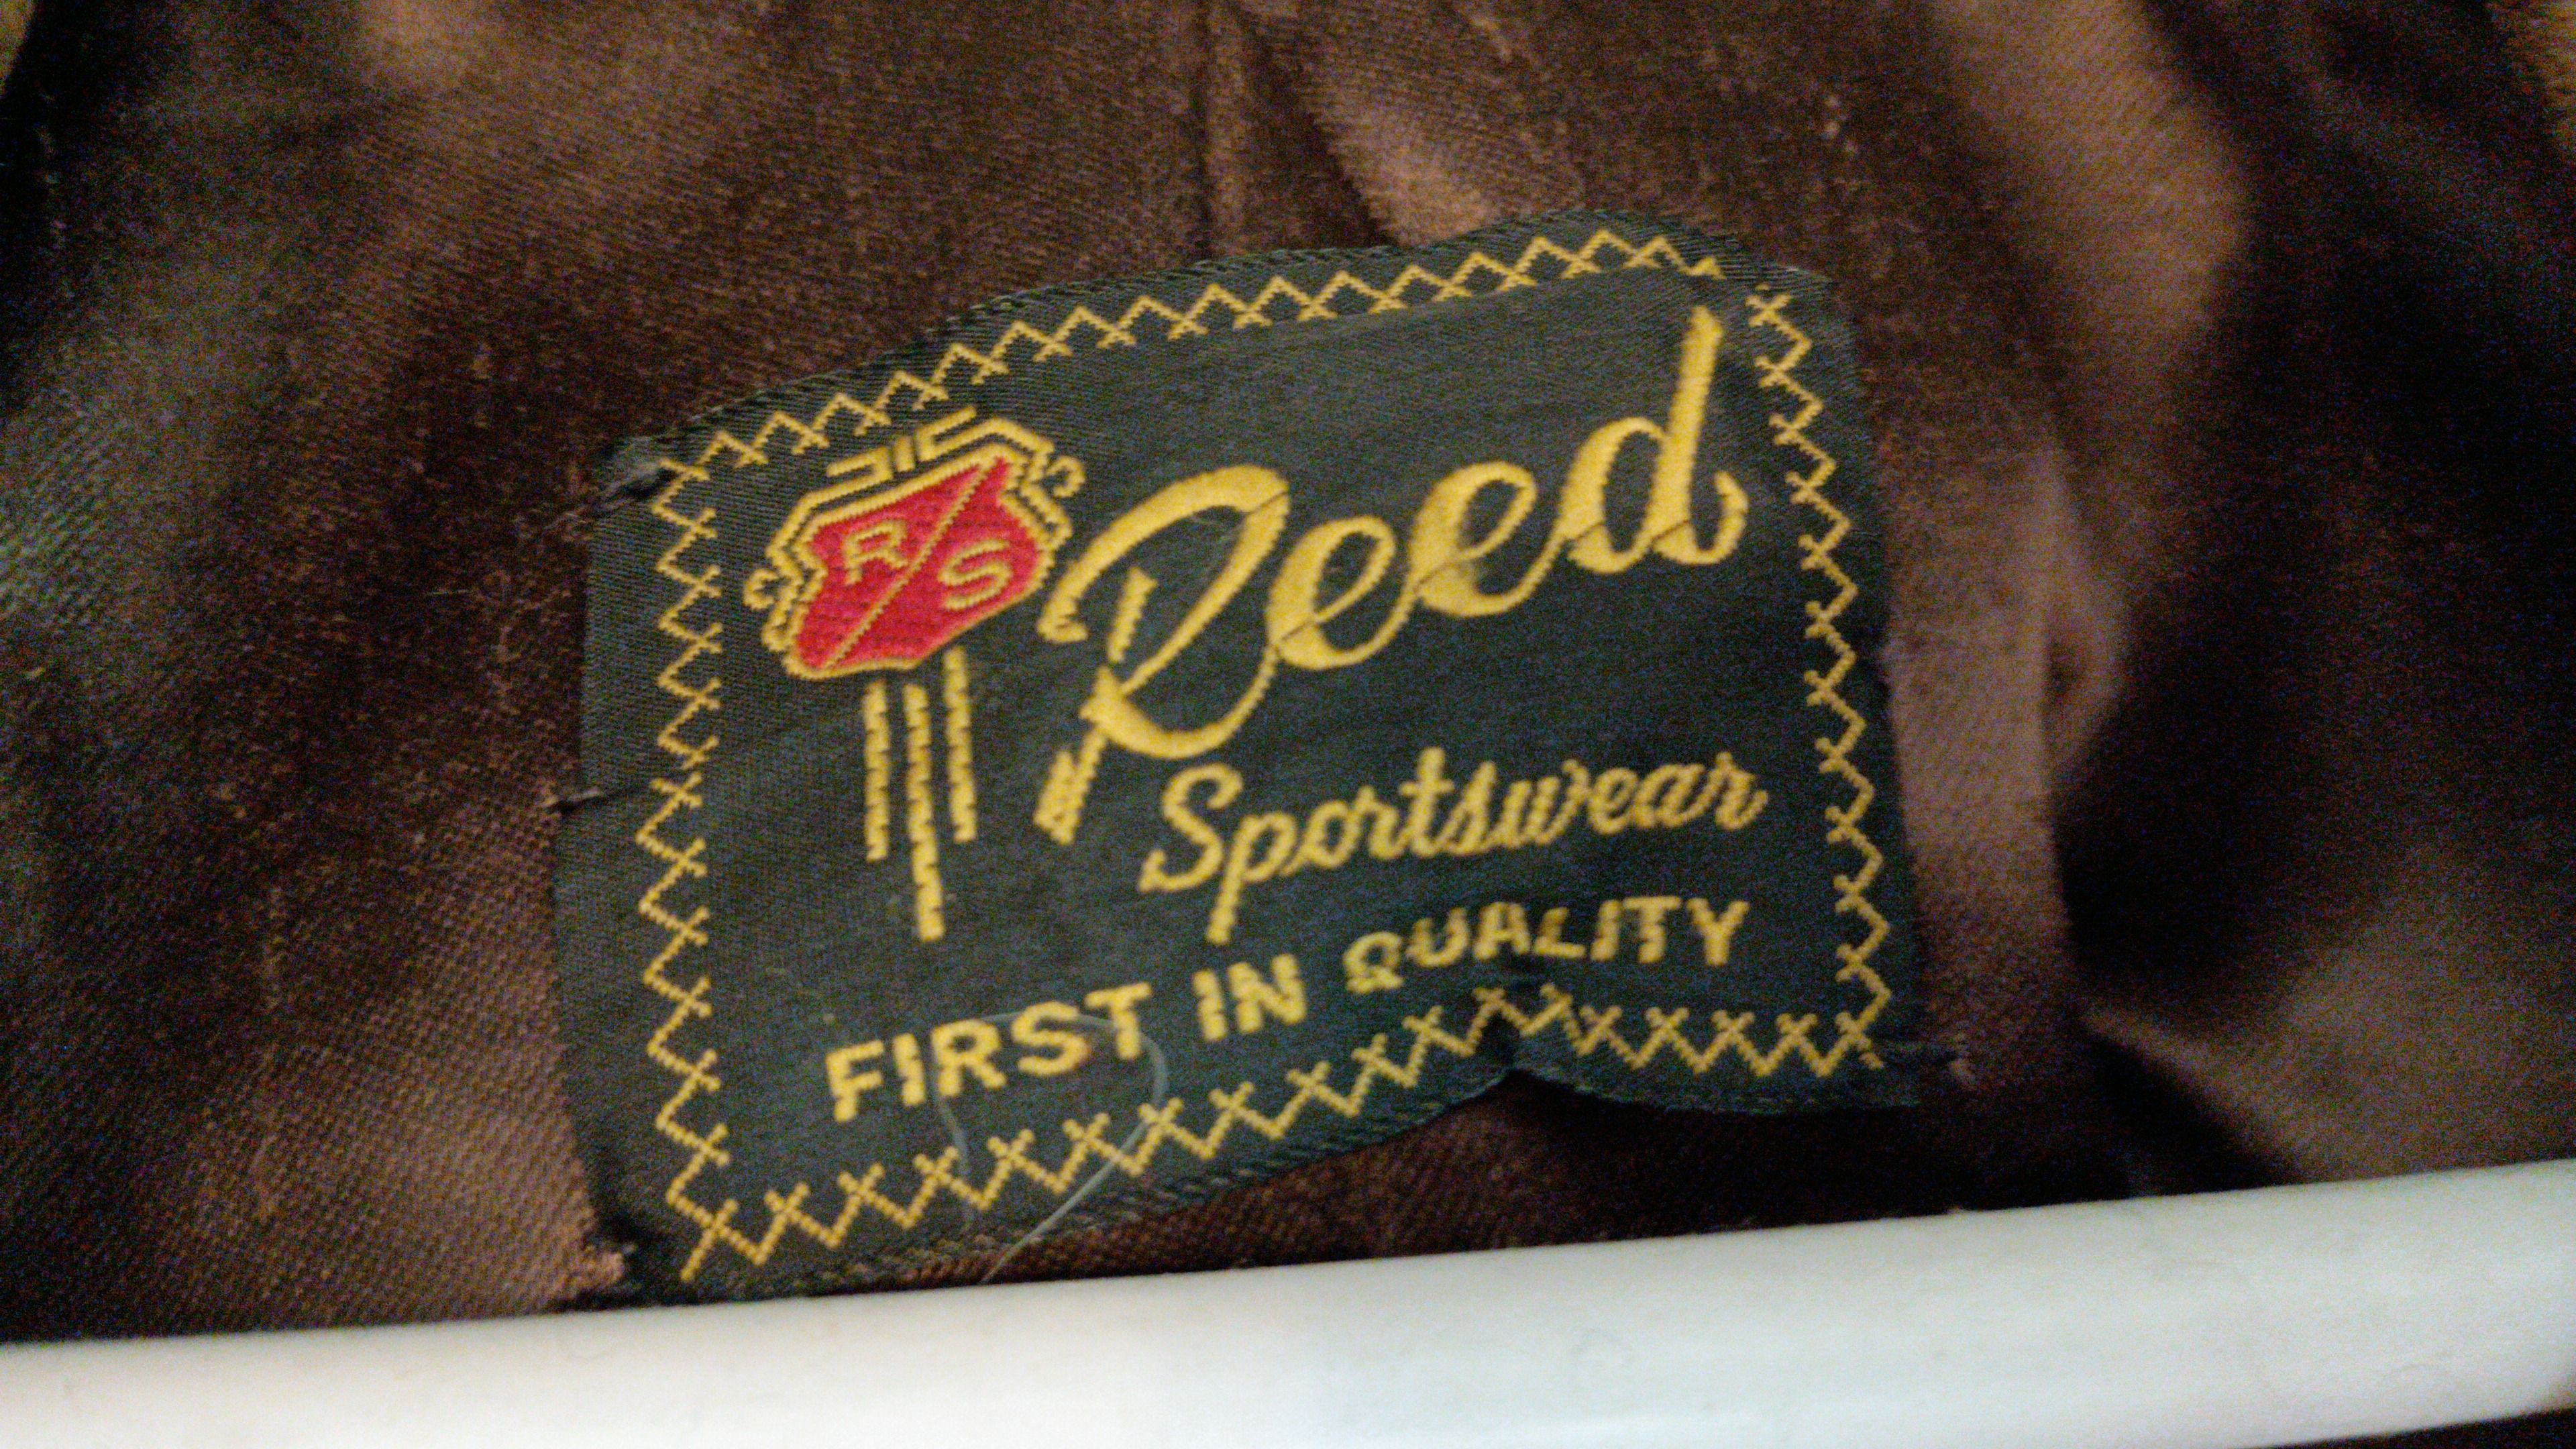 R S
Reed
Sportswear
FIRST IN QUALITY